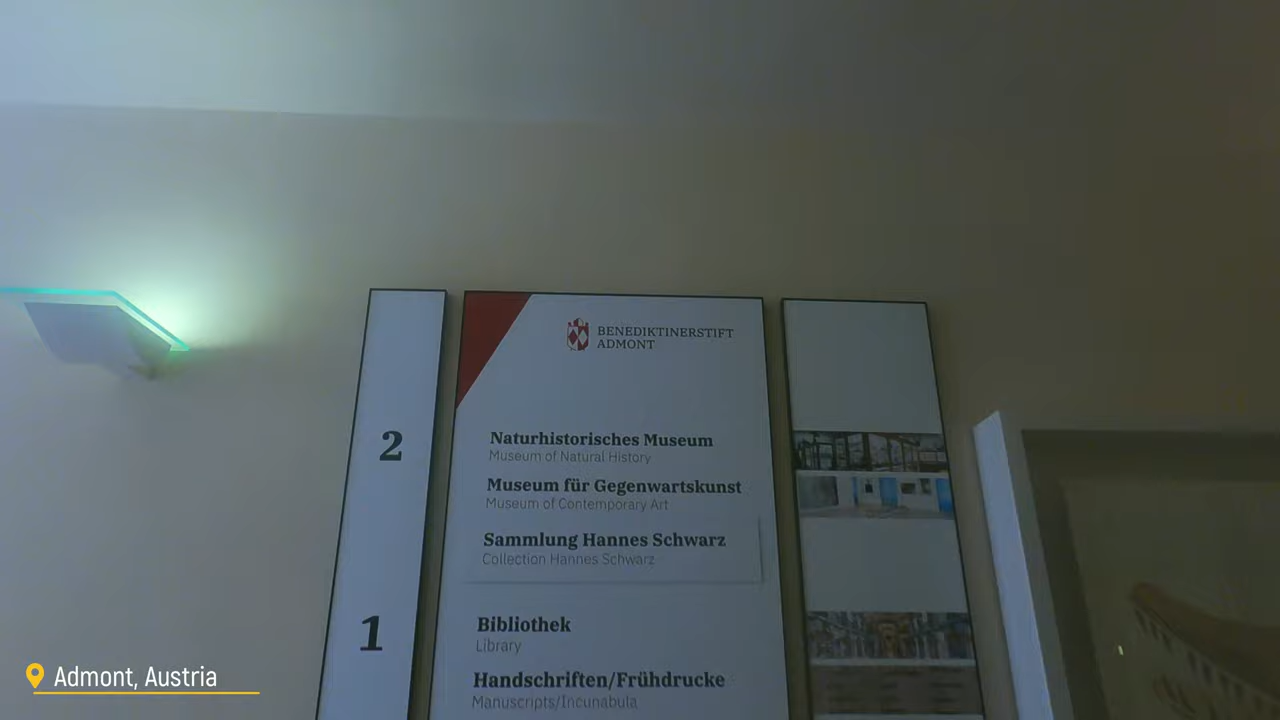 BENEDIKTINERSTIFT
ADMONT
2
Naturhistorisches Museum
Museum of Natural History
Museum für Gegenwartskunst
Museum of Contemporary Art
Sammlung Hannes Schwarz
Collection Hannes Schwarz
1
Bibliothek
Library
Handschriften/Frühdrucke
Manuscripts/Incunabula
Admont, Austria